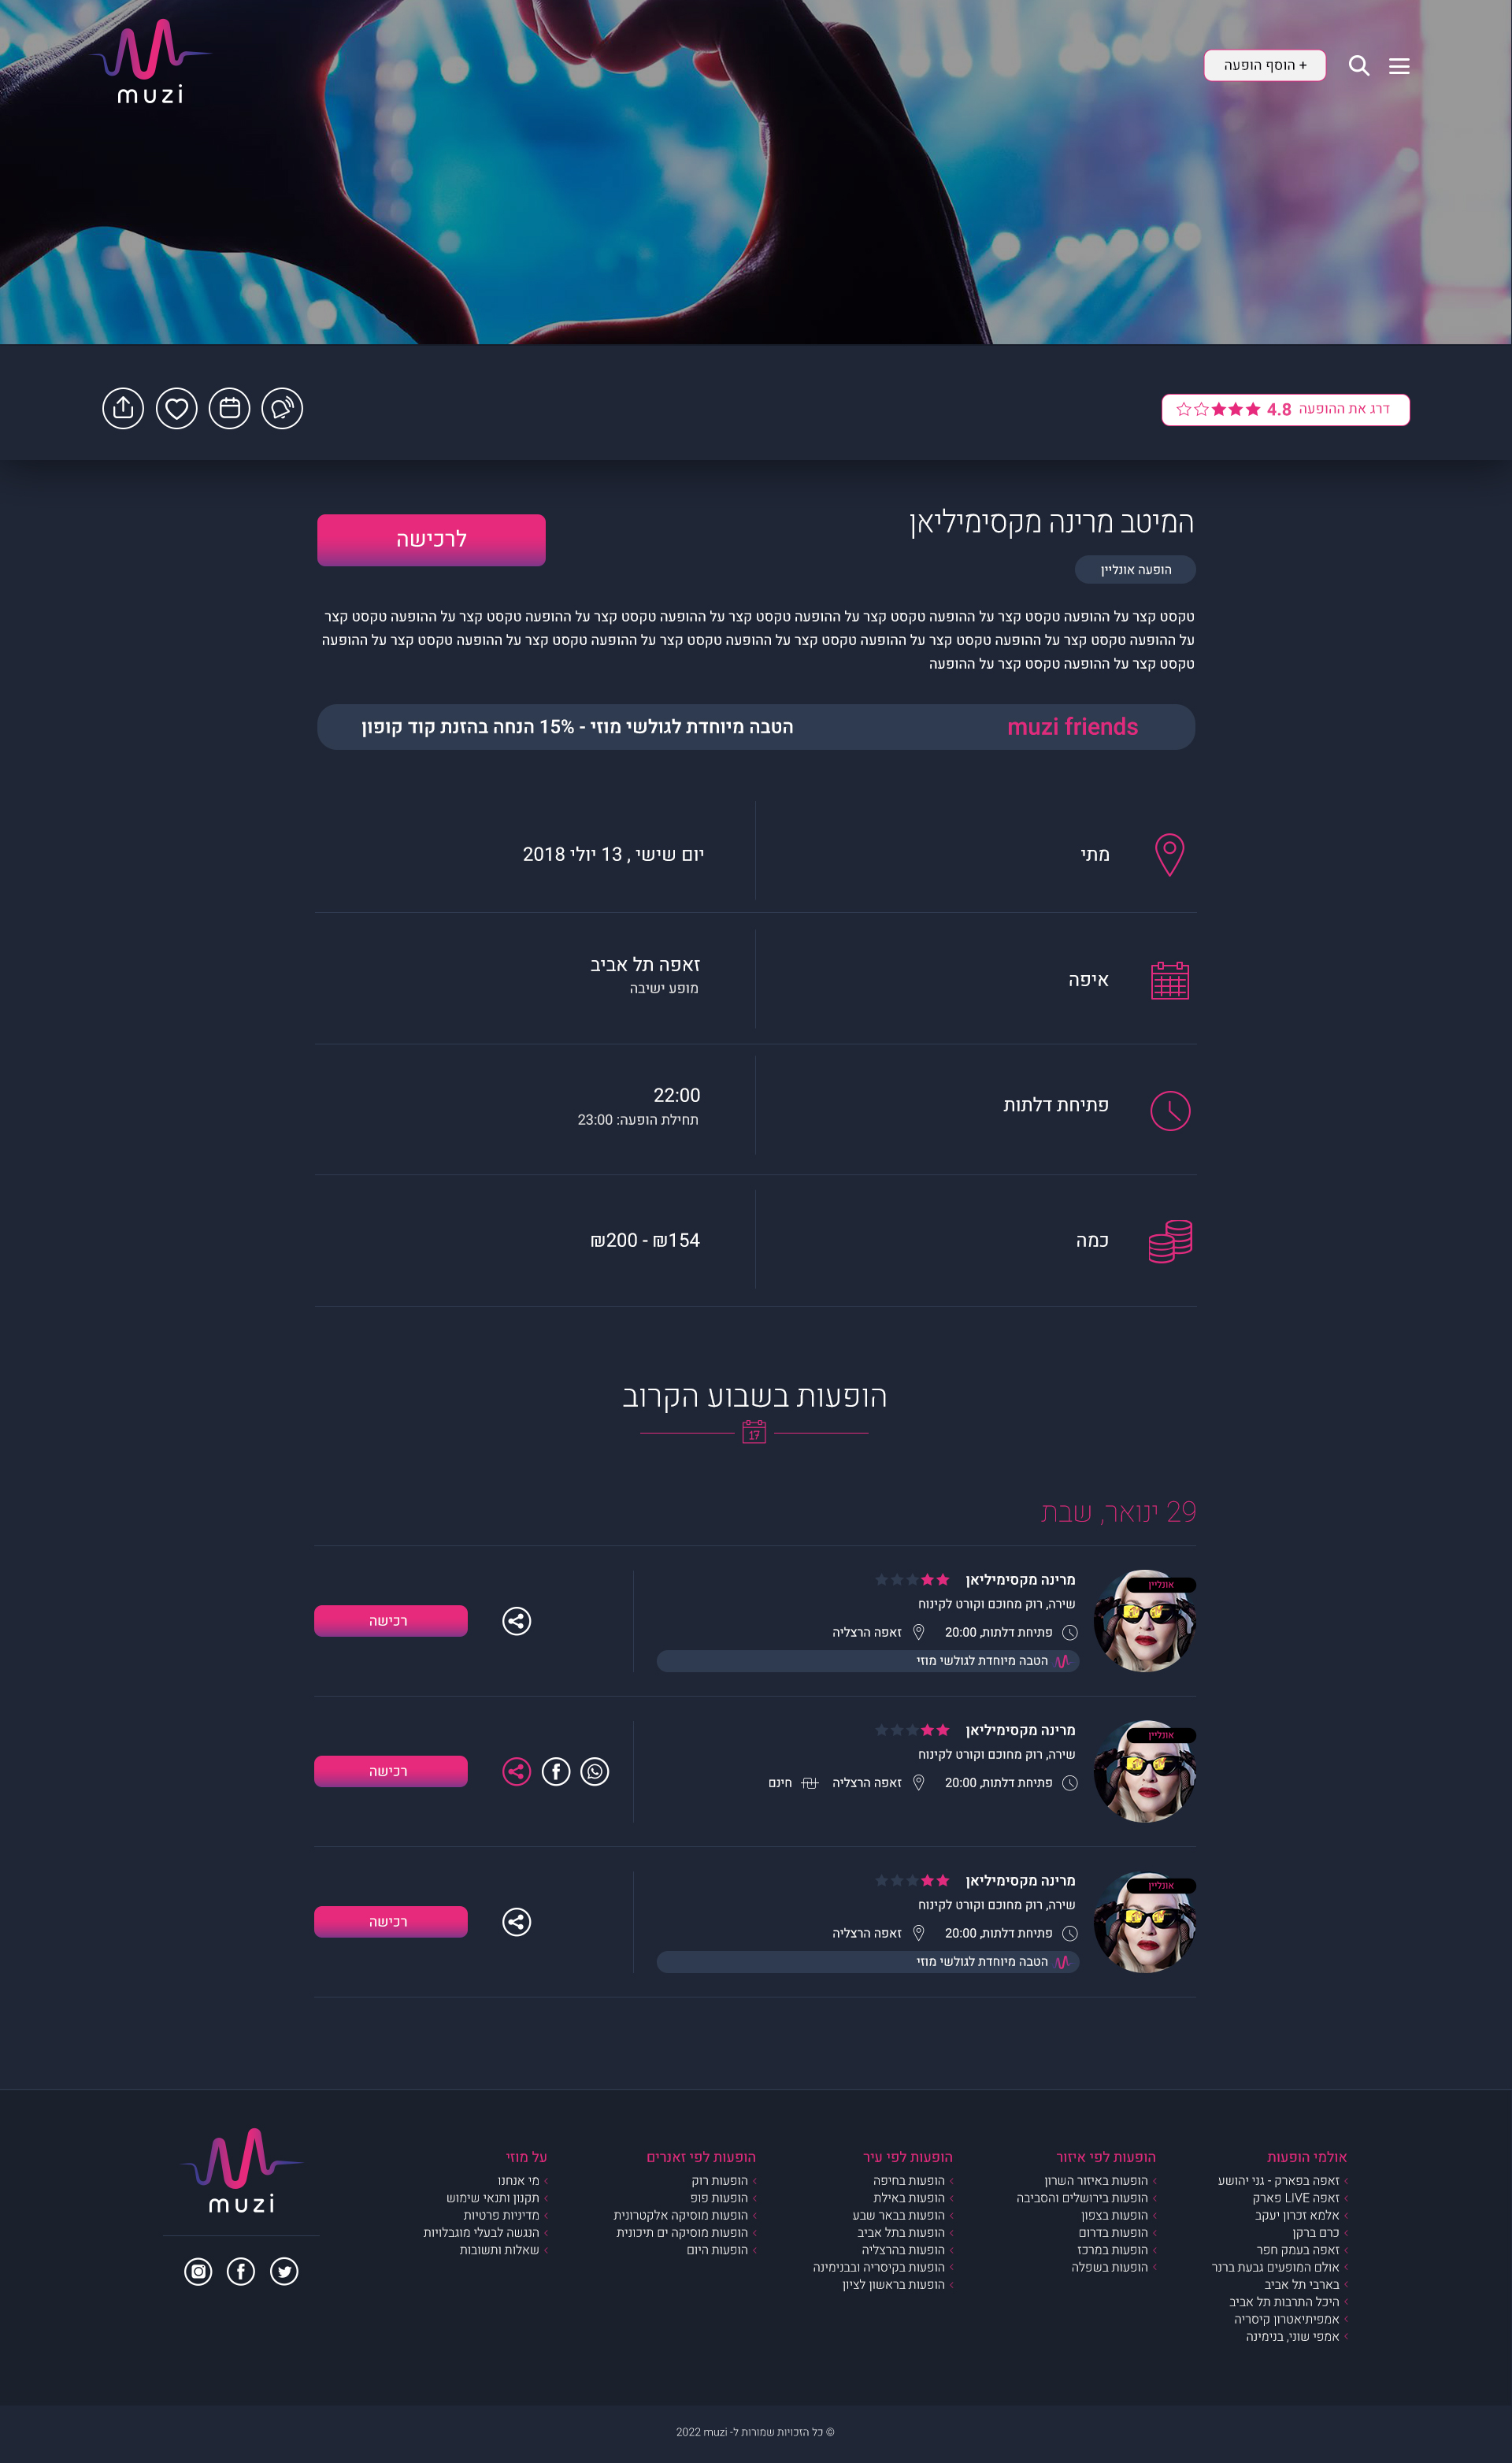 muzi
+ הוסף הופעה
דרג את ההופעה 4.8
המיטב מרינה מקסימיליאן
לרכישה
הופעה אונליין
טקסט קצר על ההופעה טקסט קצר על ההופעה טקסט קצר על ההופעה טקסט קצר על ההופעה טקסט קצר על ההופעה טקסט קצר על ההופעה טקסט קצר
על ההופעה טקסט קצר על ההופעה טקסט קצר על ההופעה טקסט קצר על ההופעה טקסט קצר על ההופעה טקסט קצר על ההופעה טקסט קצר על ההופעה
טקסט קצר על ההופעה טקסט קצר על ההופעה
muzi friends
הטבה מיוחדת לגולשי מוזי - 15% הנחה בהזנת קוד קופון
מתי
יום שישי , 13 יולי 2018
איפה
זאפה תל אביב
מופע ישיבה
פתיחת דלתות
22:00
תחילת הופעה: 23:00
כמה
154₪ - 200₪
הופעות בשבוע הקרוב
17
29 ינואר, שבת
אונליין
מרינה מקסימיליאן
שירה, רוק מחוכם וקורט לקינוח
פתיחת דלתות, 20:00
זאפה הרצליה
הטבה מיוחדת לגולשי מוזי
רכישה
אונליין
מרינה מקסימיליאן
שירה, רוק מחוכם וקורט לקינוח
פתיחת דלתות, 20:00
זאפה הרצליה
חינם
רכישה
אונליין
מרינה מקסימיליאן
שירה, רוק מחוכם וקורט לקינוח
פתיחת דלתות, 20:00
זאפה הרצליה
הטבה מיוחדת לגולשי מוזי
רכישה
אולמי הופעות
זאפה בפארק - גני יהושע
זאפה LIVE פארק
אלמא זכרון יעקב
כרם ברקן
זאפה בעמק חפר
אולם המופעים גבעת ברנר
בארבי תל אביב
היכל התרבות תל אביב
אמפיתיאטרון קיסריה
אמפי שוני, בנימינה
הופעות לפי איזור
הופעות באיזור השרון
הופעות בירושלים והסביבה
הופעות בצפון
הופעות בדרום
הופעות במרכז
הופעות בשפלה
הופעות לפי עיר
הופעות בחיפה
הופעות באילת
הופעות בבאר שבע
הופעות בתל אביב
הופעות בהרצליה
הופעות בקיסריה ובבנימינה
הופעות בראשון לציון
הופעות לפי זאנרים
הופעות רוק
הופעות פופ
הופעות מוסיקה אלקטרונית
הופעות מוסיקה ים תיכונית
הופעות היום
על מוזי
מי אנחנו
תקנון ותנאי שימוש
מדיניות פרטיות
הנגשה לבעלי מוגבלויות
שאלות ותשובות
muzi
© כל הזכויות שמורות ל- muzi 2022